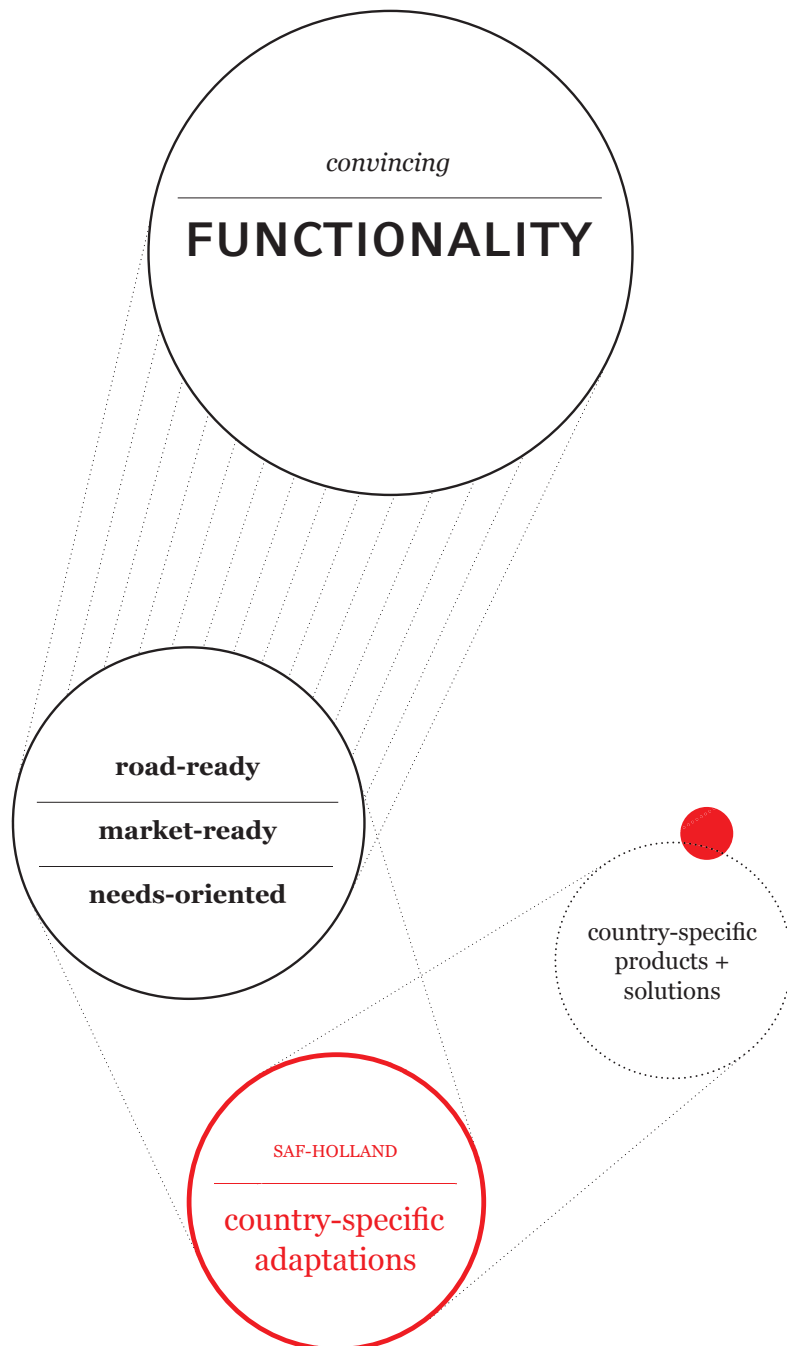 convincing
FUNCTIONALITY
road-ready
market-ready
needs-oriented
country-specific
products +
solutions
SAF-HOLLAND
country-specific
adaptations